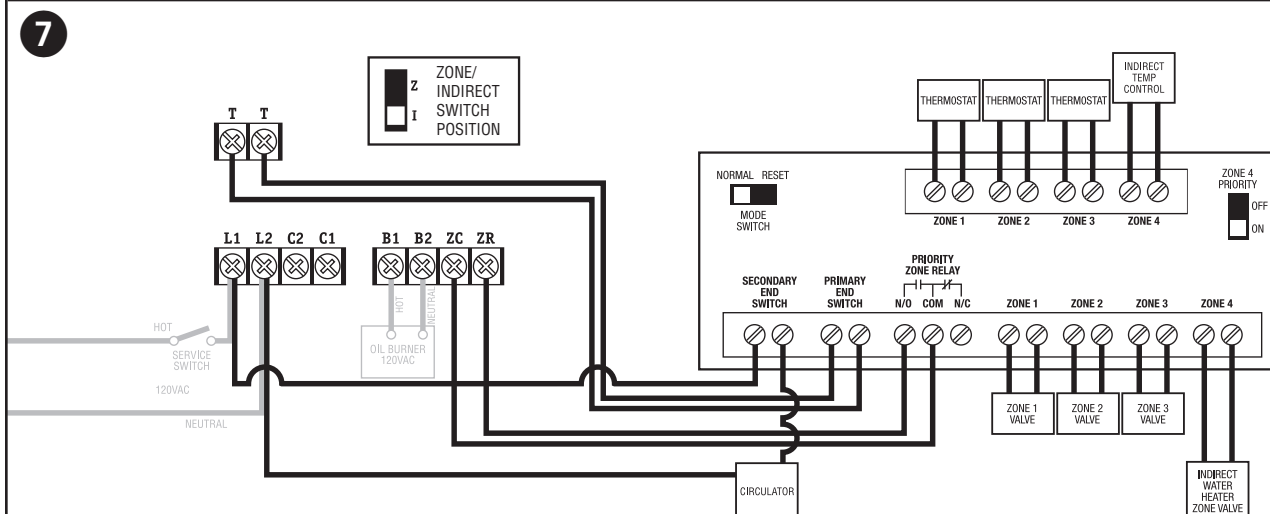 7
Z
I
ZONE/
INDIRECT
SWITCH
POSITION
T T
L1 L2 C2 C1
B1 B2 ZC ZR
HOT
SERVICE
SWITCH
120VAC
NEUTRAL
HOT
NEUTRAL
OIL BURNER
120VAC
THERMOSTAT
THERMOSTAT
THERMOSTAT
INDIRECT
TEMP
CONTROL
NORMAL RESET
MODE
SWITCH
ZONE 1 ZONE 2 ZONE 3 ZONE 4
ZONE 4
PRIORITY
OFF
ON
SECONDARY
END
SWITCH
PRIMARY
END
SWITCH
PRIORITY
ZONE RELAY
N/O COM N/C
ZONE 1 ZONE 2 ZONE 3 ZONE 4
ZONE 1
VALVE
ZONE 2
VALVE
ZONE 3
VALVE
CIRCULATOR
INDIRECT
WATER
HEATER
ZONE VALVE